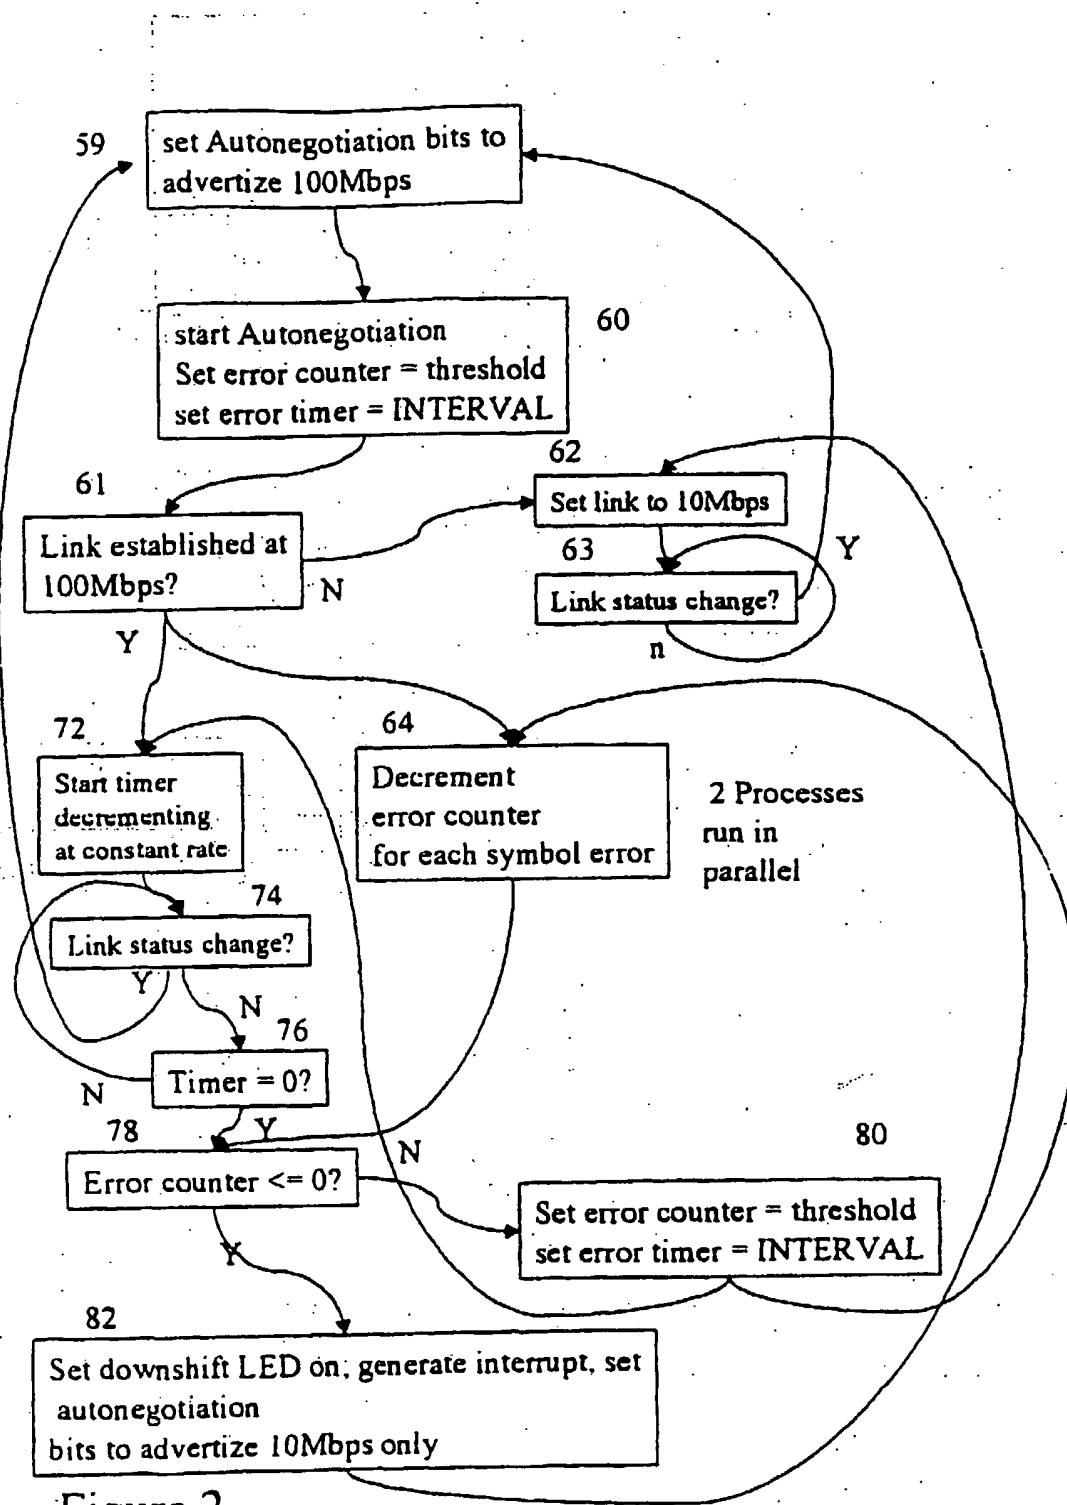 59
set Autonegotiation bits to
advertize 100Mbps
start Autonegotiation
Set error counter = threshold
set error timer = INTERVAL
60
61
Link established at
100Mbps?
N
Y
62
Set link to 10Mbps
63
Link status change?
Y
n
72
Start timer
decrementing
at constant rate
64
Decrement
error counter
for each symbol error
2 Processes
run in
parallel
74
Link status change?
Y
N
76
Timer = 0?
N
Y
78
Error counter <= 0?
N
Y
80
Set error counter = threshold
set error timer = INTERVAL
82
Set downshift LED on; generate interrupt, set
autonegotiation
bits to advertize 10Mbps only
Figure 2